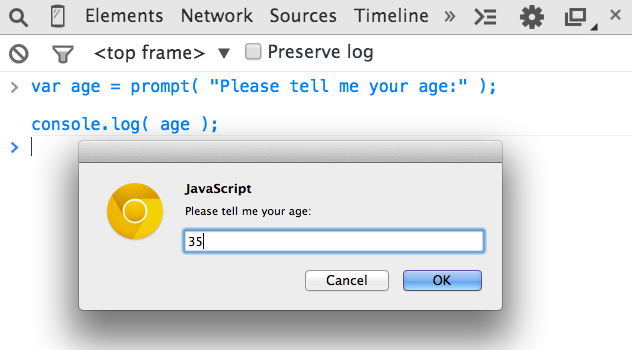 Elements Network Sources Timeline »
<top frame> ▼ Preserve log
> var age = prompt( "Please tell me your age:" );
console.log( age );
>
JavaScript
Please tell me your age:
35
Cancel OK